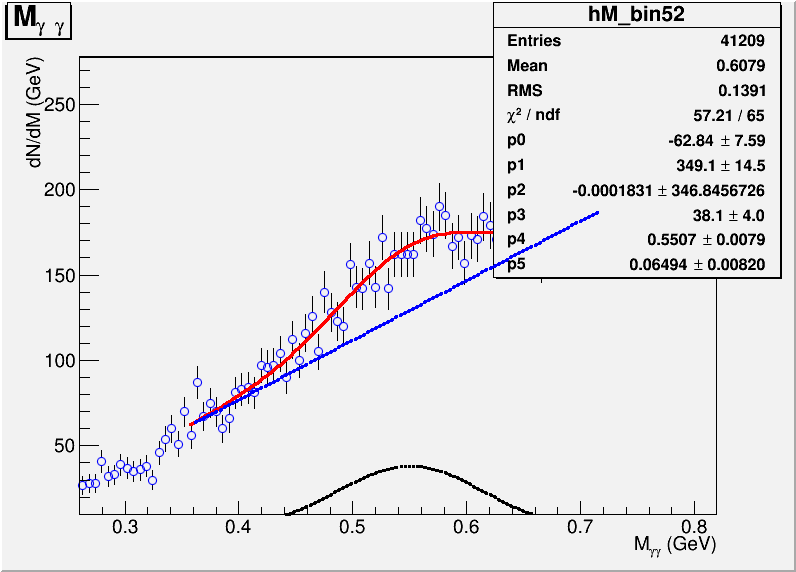 M γ γ
hM_bin52
Entries 41209
Mean 0.6079
RMS 0.1391
χ² / ndf 57.21 / 65
p0 -62.84 ± 7.59
p1 349.1 ± 14.5
p2 -0.0001831 ± 346.8456726
p3 38.1 ± 4.0
p4 0.5507 ± 0.0079
p5 0.06494 ± 0.00820
dN/dM (GeV)
250
200
150
100
50
0.3 0.4 0.5 0.6 0.7 0.8
Mγγ (GeV)